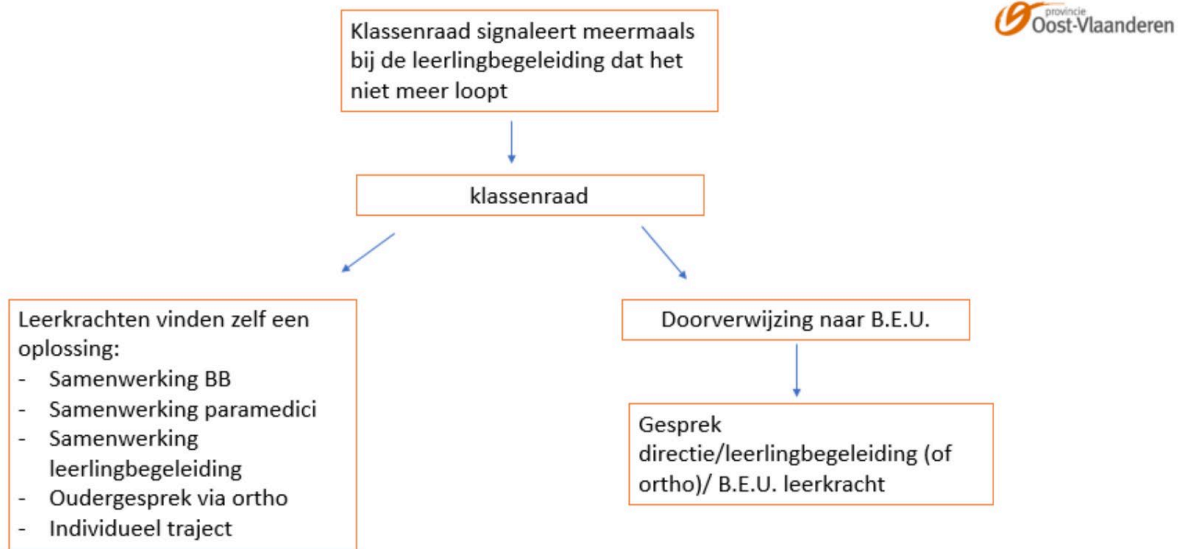 provincie
Oost-Vlaanderen
Klassenraad signaleert meermaals
bij de leerlingbegeleiding dat het
niet meer loopt
klassenraad
Leerkrachten vinden zelf een
oplossing:
- Samenwerking BB
- Samenwerking paramedici
- Samenwerking
leerlingbegeleiding
- Oudergesprek via ortho
- Individueel traject
Doorverwijzing naar B.E.U.
Gesprek
directie/leerlingbegeleiding (of
ortho)/ B.E.U. leerkracht